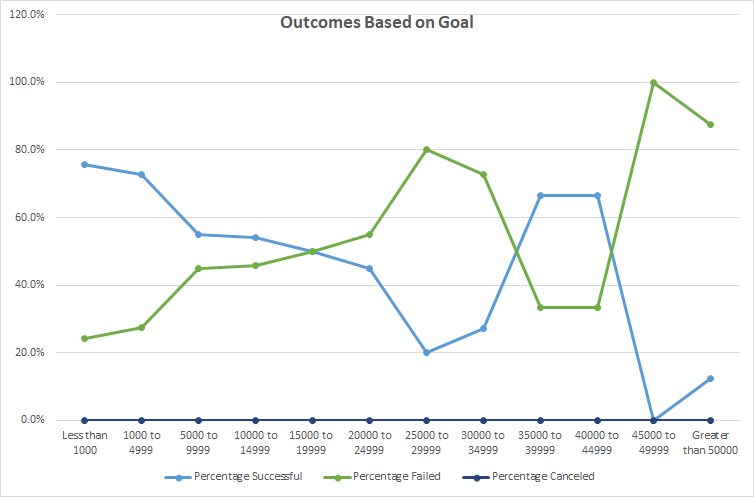 Outcomes Based on Goal
120.0%
100.0%
80.0%
60.0%
40.0%
20.0%
0.0%
Less than 1000
1000 to 4999
5000 to 9999
10000 to 14999
15000 to 19999
20000 to 24999
25000 to 29999
30000 to 34999
35000 to 39999
40000 to 44999
45000 to 49999
Greater than 50000
Percentage Successful
Percentage Failed
Percentage Canceled